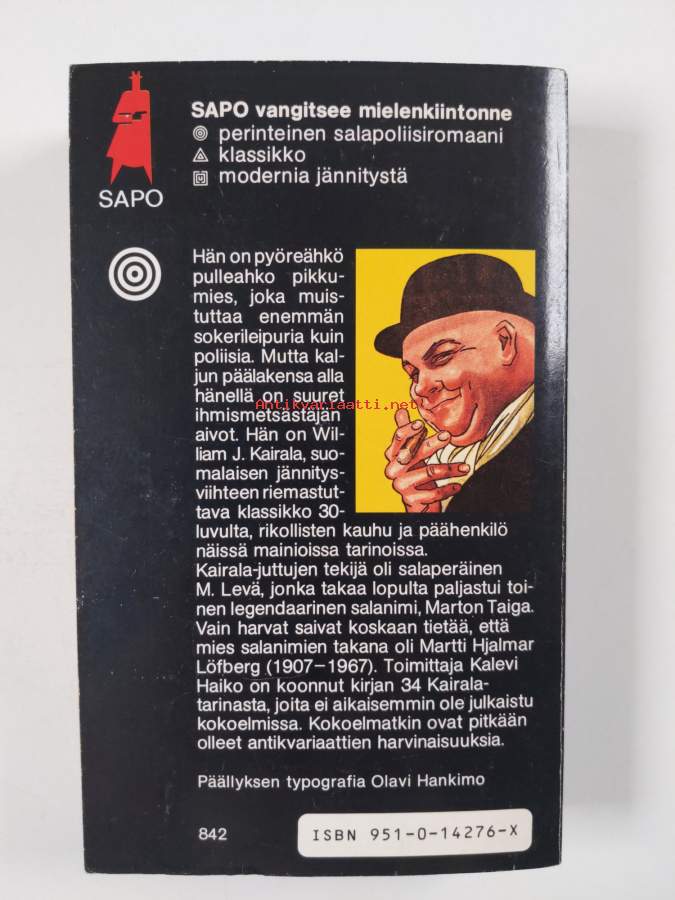 SAPO vangitsee mielenkiintonne
perinteinen salapoliisiromaani
klassikko
modernia jännitystä
SAPO
Hän on pyöreähkö
pulleahko pikku-
mies, joka muis-
tuttaa enemmän
sokerileipuria kuin
poliisia. Mutta kal-
jun päälakensa alla
hänellä on suuret
Antikvariaatti.net
ihmismetsästäjän
aivot. Hän on Wil-
liam J. Kairala, suo-
malaisen jännitys-
viihteen riemastut-
tava klassikko 30-
luvulta, rikollisten kauhu ja päähenkilö
näissä mainioissa tarinoissa.
Kairala-juttujen tekijä oli salaperäinen
M. Levä, jonka takaa lopulta paljastui toi-
nen legendaarinen salanimi, Marton Taiga.
Vain harvat saivat koskaan tietää, että
mies salanimien takana oli Martti Hjalmar
Löfberg (1907–1967). Toimittaja Kalevi
Haiko on koonnut kirjan 34 Kairala-
tarinasta, joita ei aikaisemmin ole julkaistu
kokoelmissa. Kokoelmatkin ovat pitkään
olleet antikvariaattien harvinaisuuksia.
Päällyksen typografia Olavi Hankimo
842
ISBN 951-0-14276-X